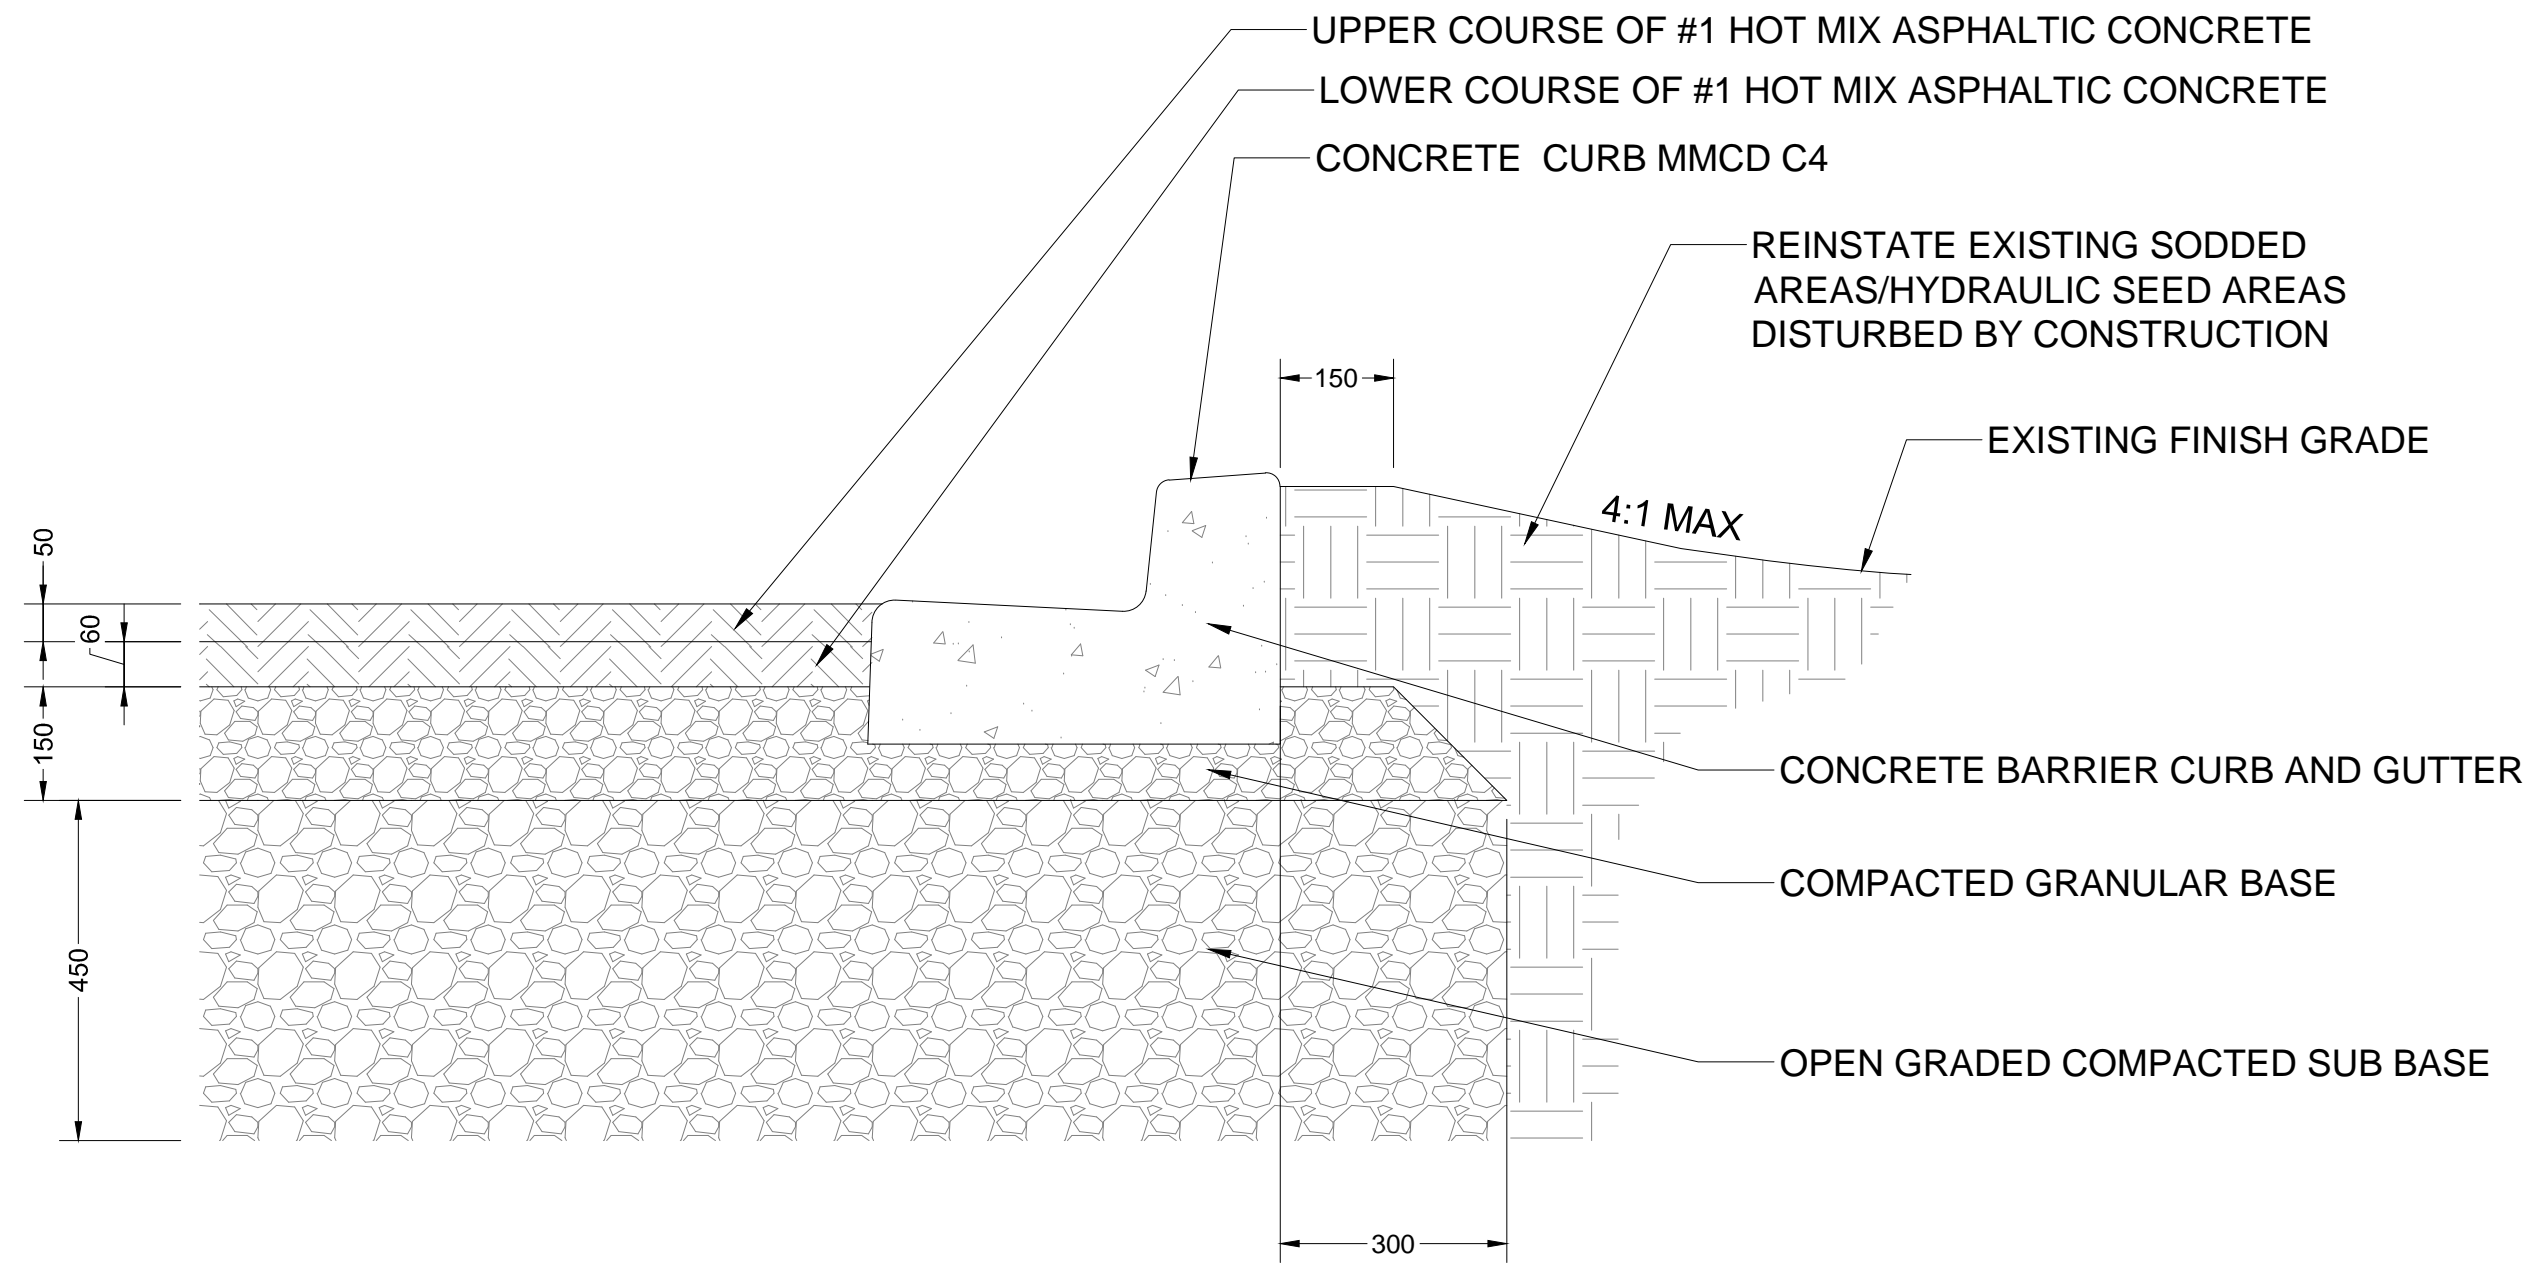 UPPER COURSE OF #1 HOT MIX ASPHALTIC CONCRETE
LOWER COURSE OF #1 HOT MIX ASPHALTIC CONCRETE
CONCRETE CURB MMCD C4
REINSTATE EXISTING SODDED
AREAS/HYDRAULIC SEED AREAS
DISTURBED BY CONSTRUCTION
150
EXISTING FINISH GRADE
4:1 MAX
50
60
150
CONCRETE BARRIER CURB AND GUTTER
COMPACTED GRANULAR BASE
450
OPEN GRADED COMPACTED SUB BASE
300